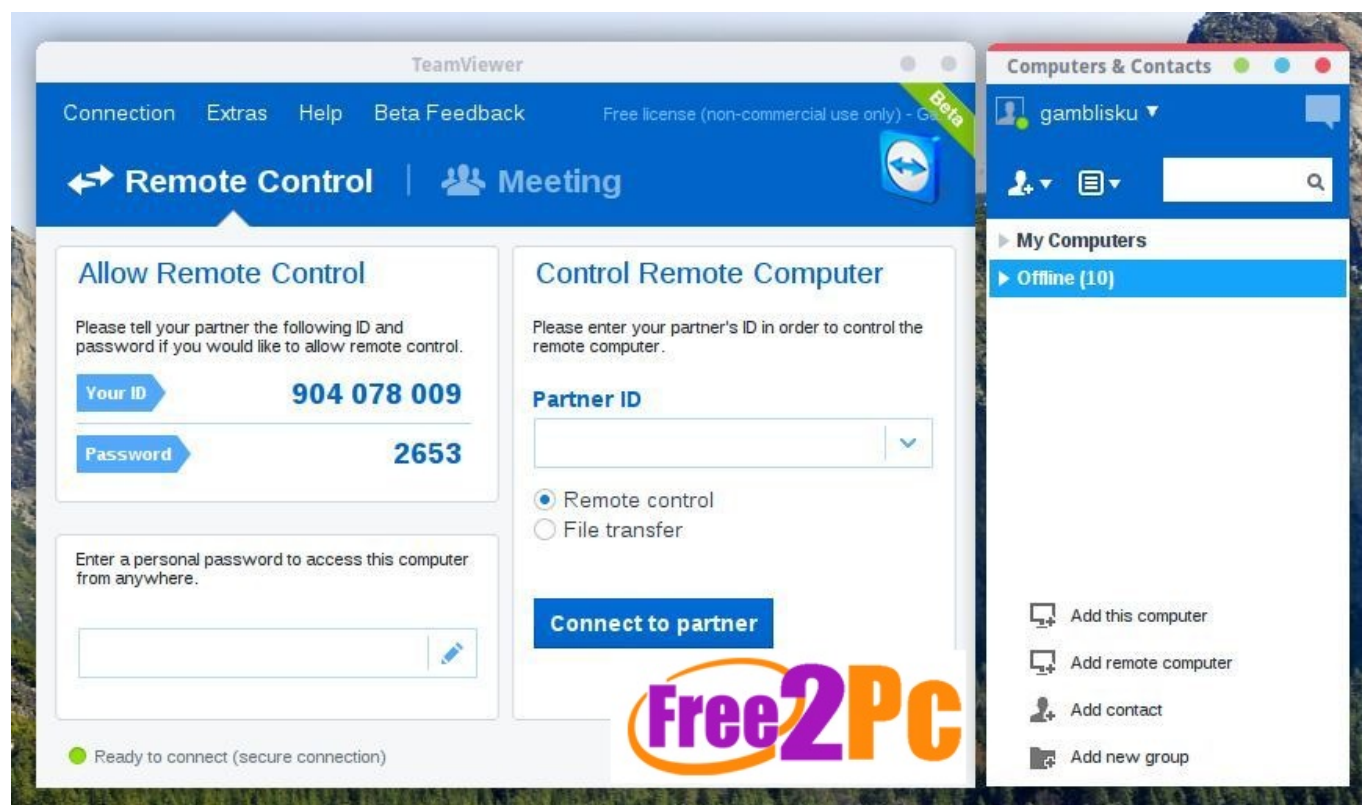 TeamViewer
Connection Extras Help Beta Feedback Free license (non-commercial use only) -
Beta
Remote Control | Meeting
Allow Remote Control
Please tell your partner the following ID and
password if you would like to allow remote control.
Your ID 904 078 009
Password 2653
Enter a personal password to access this computer
from anywhere.
Ready to connect (secure connection)
Control Remote Computer
Please enter your partner's ID in order to control the
remote computer.
Partner ID
Remote control
File transfer
Connect to partner
Free2Pc
Computers & Contacts
gamblisku
My Computers
Offline (10)
Add this computer
Add remote computer
Add contact
Add new group